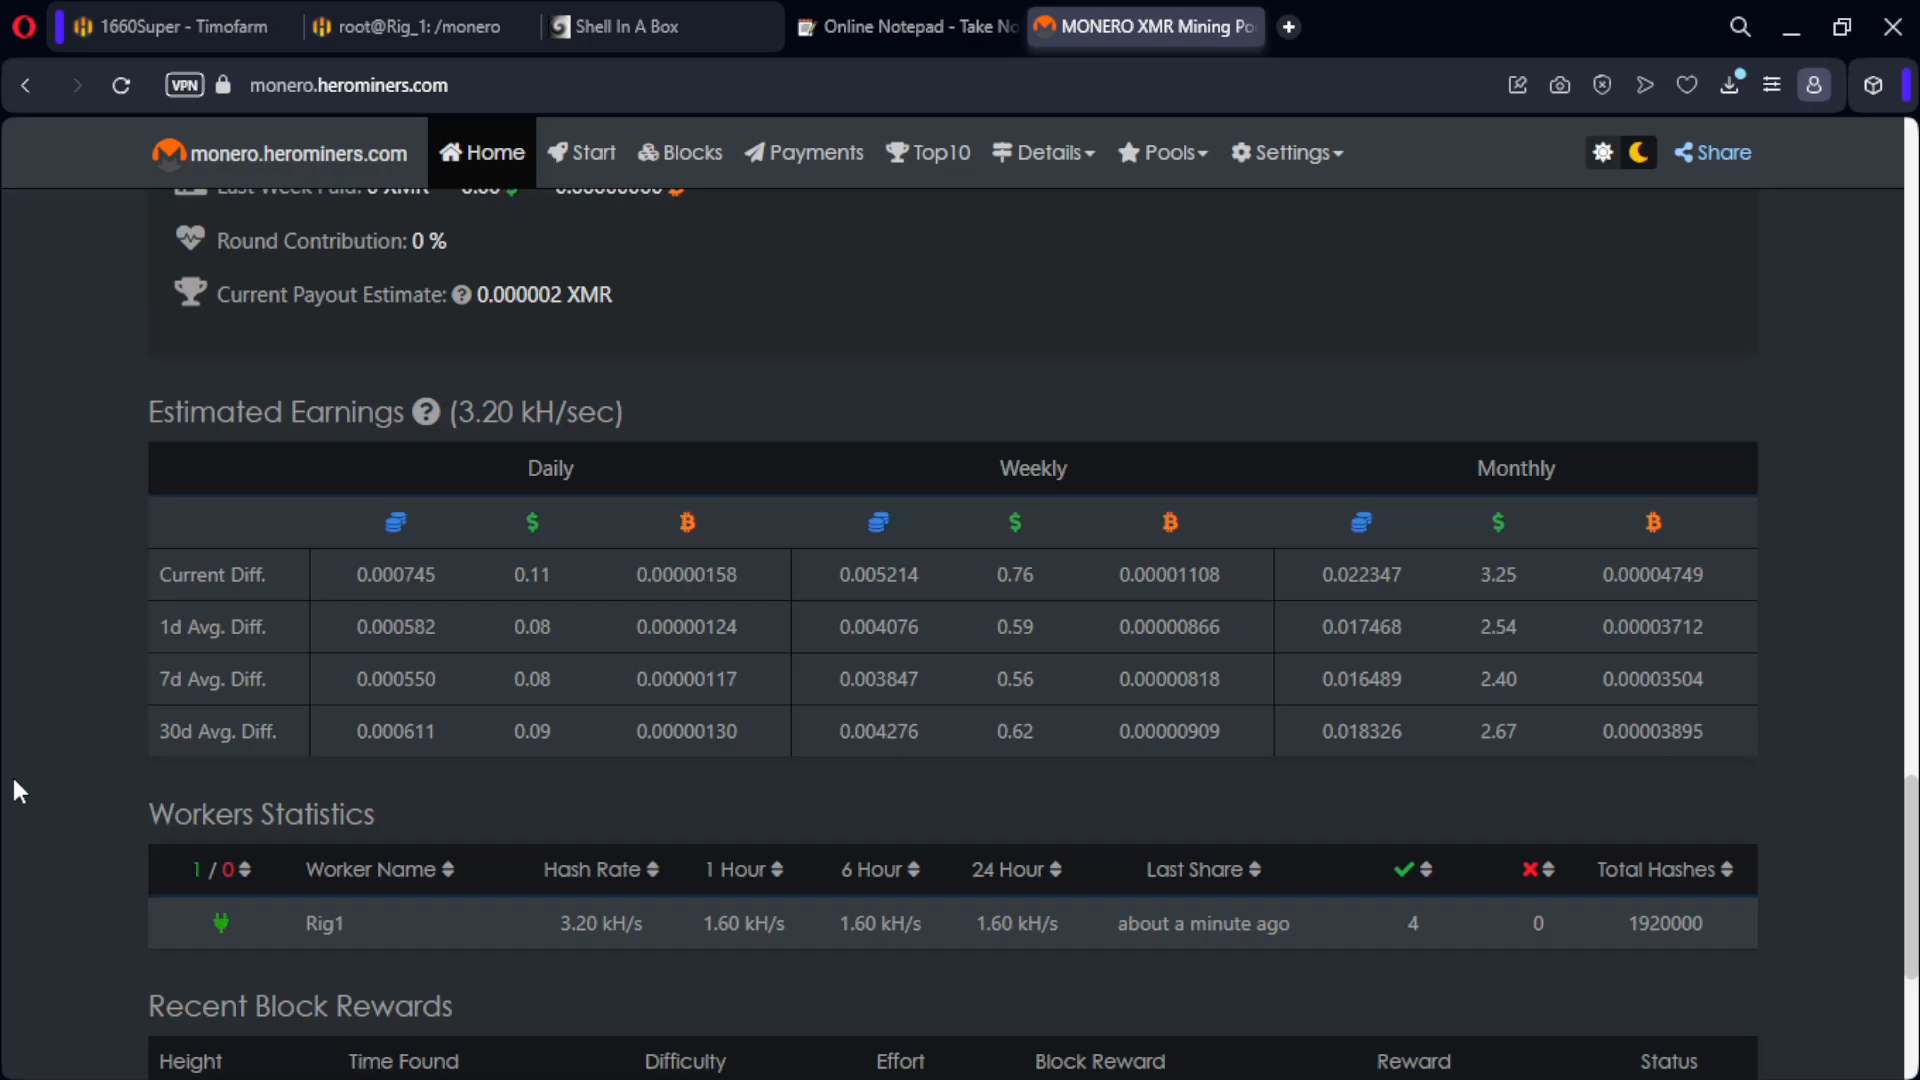 1660Super - Timofarm
root@Rig_1: /monero
Shell In A Box
Online Notepad - Take No
MONERO XMR Mining Po
VPN monero.herominers.com
monero.herominers.com Home Start Blocks Payments Top10 Details Pools Settings Share
Last Week Paid: 0 XMR
Round Contribution: 0 %
Current Payout Estimate: 0.000002 XMR
Estimated Earnings (3.20 kH/sec)
Daily Weekly Monthly
$ $ $
Current Diff. 0.000745 0.11 0.00000158 0.005214 0.76 0.00001108 0.022347 3.25 0.00004749
1d Avg. Diff. 0.000582 0.08 0.00000124 0.004076 0.59 0.00000866 0.017468 2.54 0.00003712
7d Avg. Diff. 0.000550 0.08 0.00000117 0.003847 0.56 0.00000818 0.016489 2.40 0.00003504
30d Avg. Diff. 0.000611 0.09 0.00000130 0.004276 0.62 0.00000909 0.018326 2.67 0.00003895
Workers Statistics
1 / 0 Worker Name Hash Rate 1 Hour 6 Hour 24 Hour Last Share Total Hashes
Rig1 3.20 kH/s 1.60 kH/s 1.60 kH/s 1.60 kH/s about a minute ago 4 0 1920000
Recent Block Rewards
Height Time Found Difficulty Effort Block Reward Reward Status